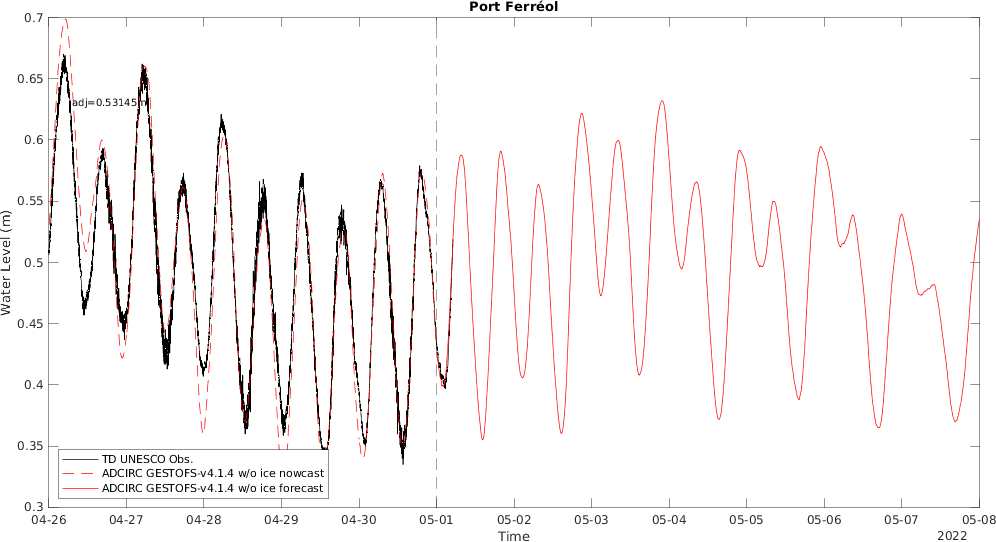 Port Ferréol
0.7
0.65
0.6
0.55
0.5
0.45
0.4
0.35
0.3
Water Level (m)
adj=0.53145m
TD UNESCO Obs.
ADCIRC GESTOFS-v4.1.4 w/o ice nowcast
ADCIRC GESTOFS-v4.1.4 w/o ice forecast
04-26 04-27 04-28 04-29 04-30 05-01 05-02 05-03 05-04 05-05 05-06 05-07 05-08
Time
2022